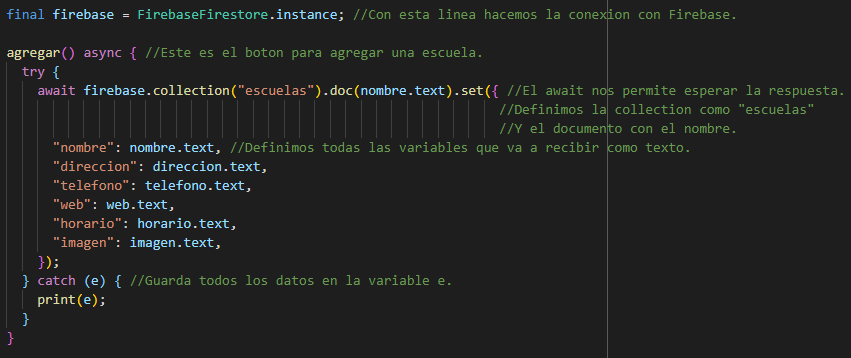 final firebase = FirebaseFirestore.instance; //Con esta linea hacemos la conexion con Firebase.
agregar() async { //Este es el boton para agregar una escuela.
try {
await firebase.collection("escuelas").doc(nombre.text).set({ //El await nos permite esperar la respuesta.
//Definimos la collection como "escuelas"
//Y el documento con el nombre.
"nombre": nombre.text, //Definimos todas las variables que va a recibir como texto.
"direccion": direccion.text,
"telefono": telefono.text,
"web": web.text,
"horario": horario.text,
"imagen": imagen.text,
});
} catch (e) { //Guarda todos los datos en la variable e.
print(e);
}
}